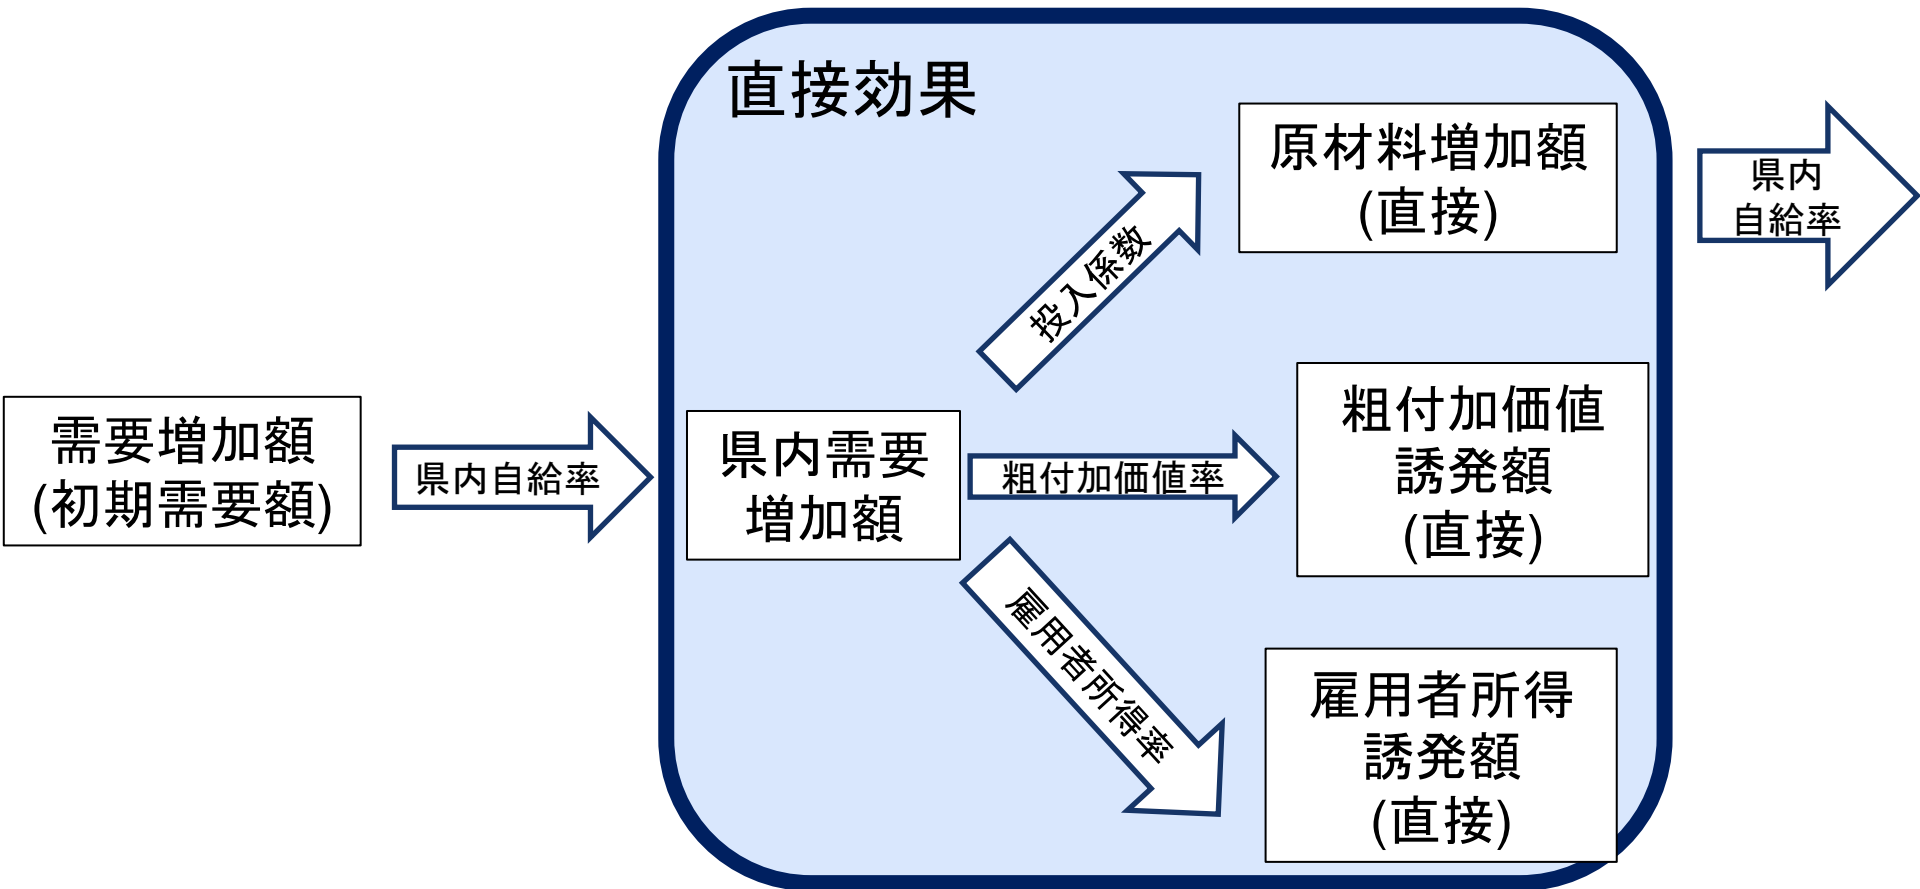 直接効果
需要増加額
(初期需要額)
県内自給率
県内需要
増加額
投入係数
原材料増加額
(直接)
粗付加価値率
粗付加価値
誘発額
(直接)
雇用者所得率
雇用者所得
誘発額
(直接)
県内
自給率